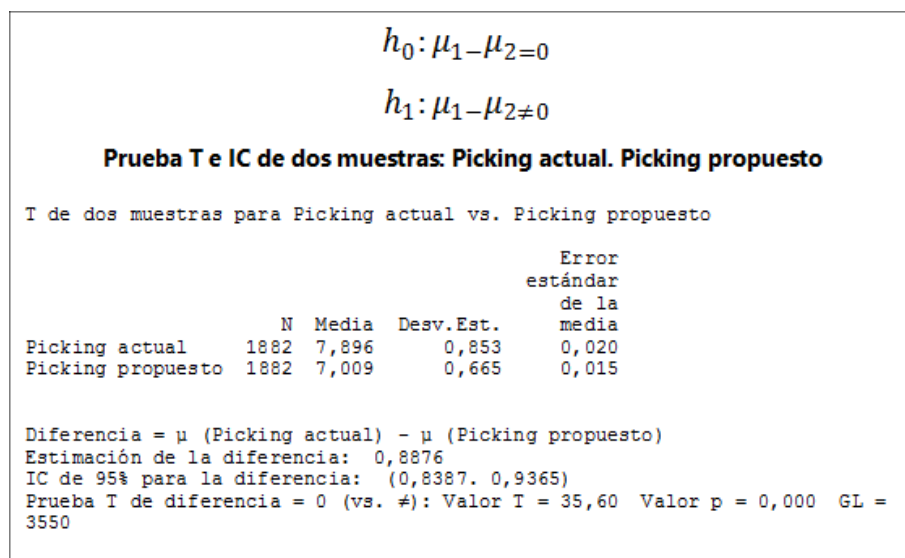 h₀: μ₁₋μ₂₌₀
h₁: μ₁₋μ₂≠₀
Prueba T e IC de dos muestras: Picking actual. Picking propuesto
T de dos muestras para Picking actual vs. Picking propuesto
Error
estándar
de la
N Media Desv.Est. media
Picking actual 1882 7,896 0,853 0,020
Picking propuesto 1882 7,009 0,665 0,015
Diferencia = μ (Picking actual) - μ (Picking propuesto)
Estimación de la diferencia: 0,8876
IC de 95% para la diferencia: (0,8387. 0,9365)
Prueba T de diferencia = 0 (vs. ≠): Valor T = 35,60 Valor p = 0,000 GL =
3550